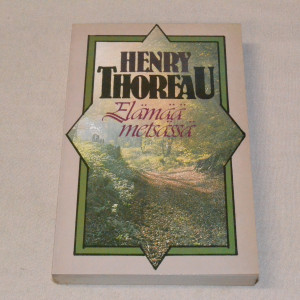 HENRY
THOREAU
Elämää
metsässä